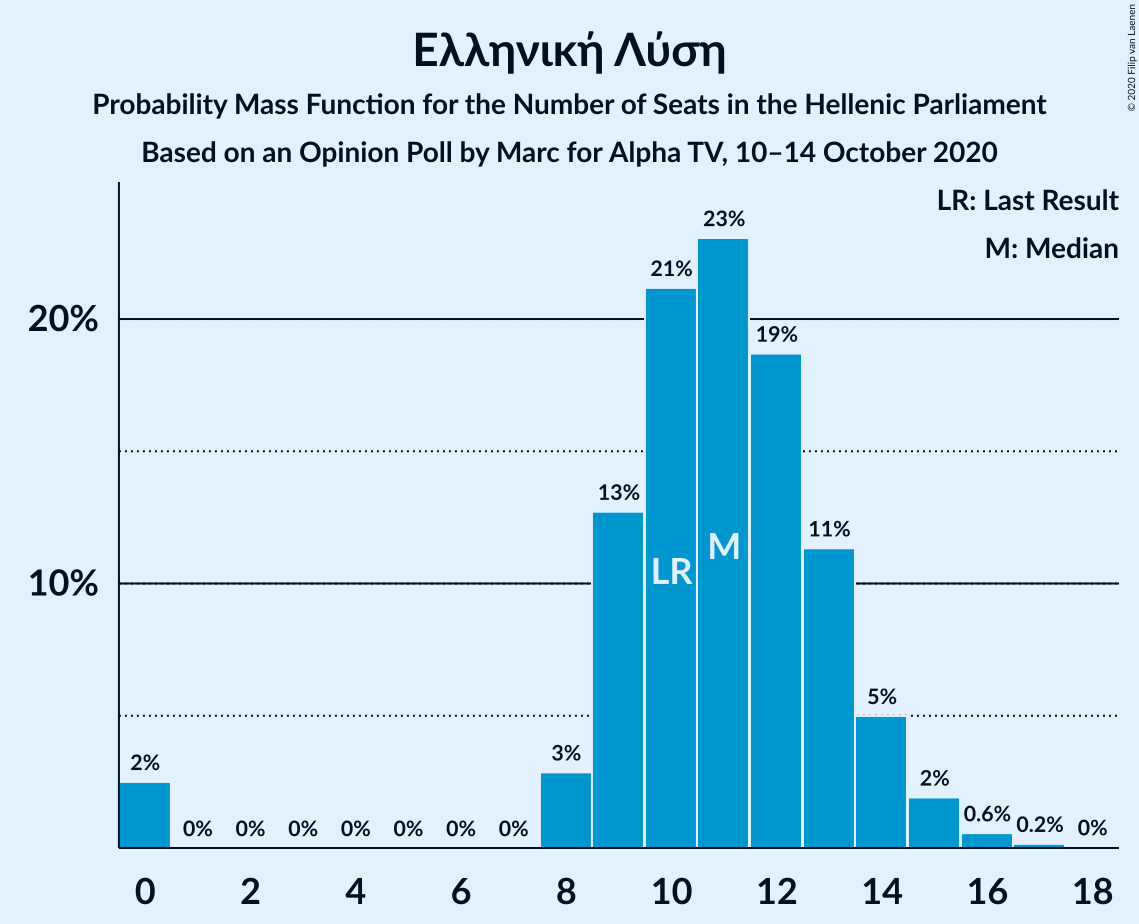 Ελληνική Λύση
Probability Mass Function for the Number of Seats in the Hellenic Parliament
Based on an Opinion Poll by Marc for Alpha TV, 10–14 October 2020
© 2020 Filip van Laenen
LR: Last Result
M: Median
20%
10%
2%
0%
0%
0%
0%
0%
0%
0%
3%
13%
21%
23%
19%
11%
5%
2%
0.6%
0.2%
0%
LR
M
0 2 4 6 8 10 12 14 16 18